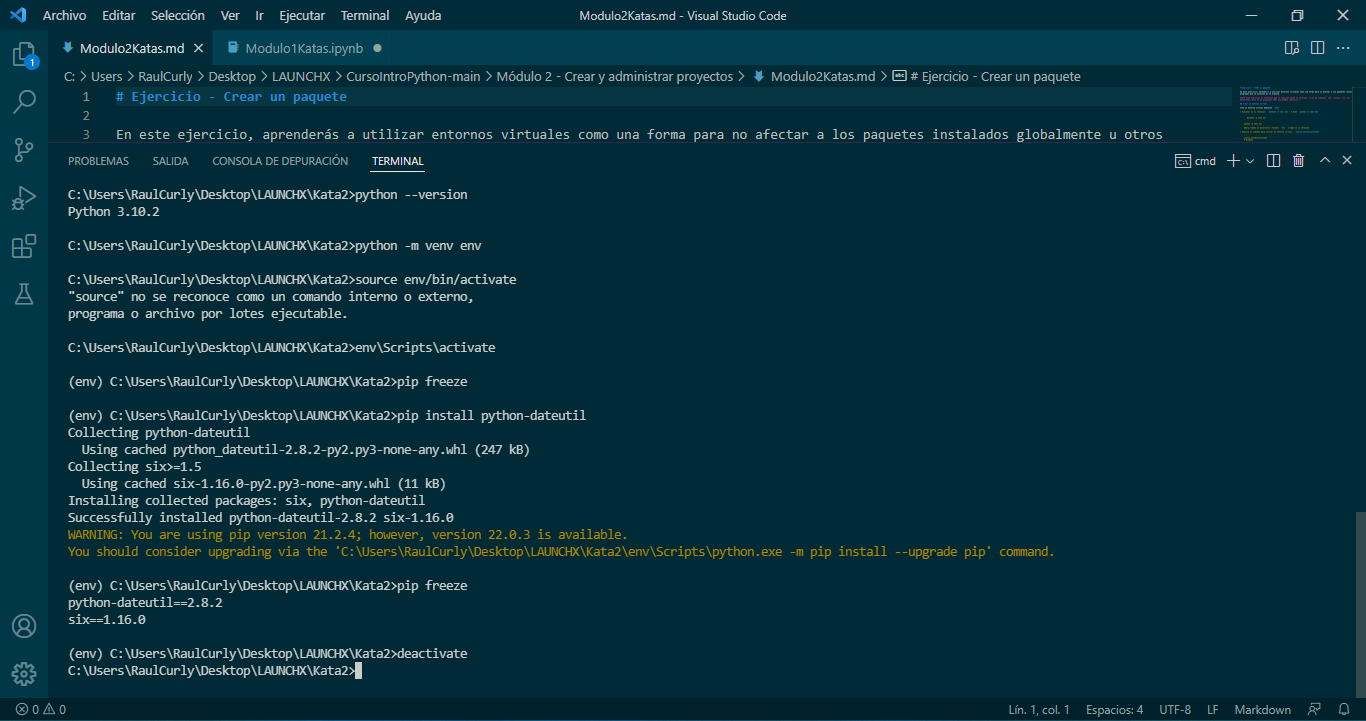 Archivo Editar Selección Ver Ir Ejecutar Terminal Ayuda Modulo2Katas.md - Visual Studio Code
Modulo2Katas.md Modulo1Katas.ipynb
C: > Users > RaulCurly > Desktop > LAUNCHX > CursoIntroPython-main > Módulo 2 - Crear y administrar proyectos > Modulo2Katas.md > # Ejercicio - Crear un paquete
1 # Ejercicio - Crear un paquete
2
3 En este ejercicio, aprenderás a utilizar entornos virtuales como una forma para no afectar a los paquetes instalados globalmente u otros
PROBLEMAS SALIDA CONSOLA DE DEPURACIÓN TERMINAL cmd
C:\Users\RaulCurly\Desktop\LAUNCHX\Kata2>python --version
Python 3.10.2
C:\Users\RaulCurly\Desktop\LAUNCHX\Kata2>python -m venv env
C:\Users\RaulCurly\Desktop\LAUNCHX\Kata2>source env/bin/activate
"source" no se reconoce como un comando interno o externo,
programa o archivo por lotes ejecutable.
C:\Users\RaulCurly\Desktop\LAUNCHX\Kata2>env\Scripts\activate
(env) C:\Users\RaulCurly\Desktop\LAUNCHX\Kata2>pip freeze
(env) C:\Users\RaulCurly\Desktop\LAUNCHX\Kata2>pip install python-dateutil
Collecting python-dateutil
  Using cached python_dateutil-2.8.2-py2.py3-none-any.whl (247 kB)
Collecting six>=1.5
  Using cached six-1.16.0-py2.py3-none-any.whl (11 kB)
Installing collected packages: six, python-dateutil
Successfully installed python-dateutil-2.8.2 six-1.16.0
WARNING: You are using pip version 21.2.4; however, version 22.0.3 is available.
You should consider upgrading via the 'C:\Users\RaulCurly\Desktop\LAUNCHX\Kata2\env\Scripts\python.exe -m pip install --upgrade pip' command.
(env) C:\Users\RaulCurly\Desktop\LAUNCHX\Kata2>pip freeze
python-dateutil==2.8.2
six==1.16.0
(env) C:\Users\RaulCurly\Desktop\LAUNCHX\Kata2>deactivate
C:\Users\RaulCurly\Desktop\LAUNCHX\Kata2>
1
0 0 Lín. 1, col. 1 Espacios: 4 UTF-8 LF Markdown